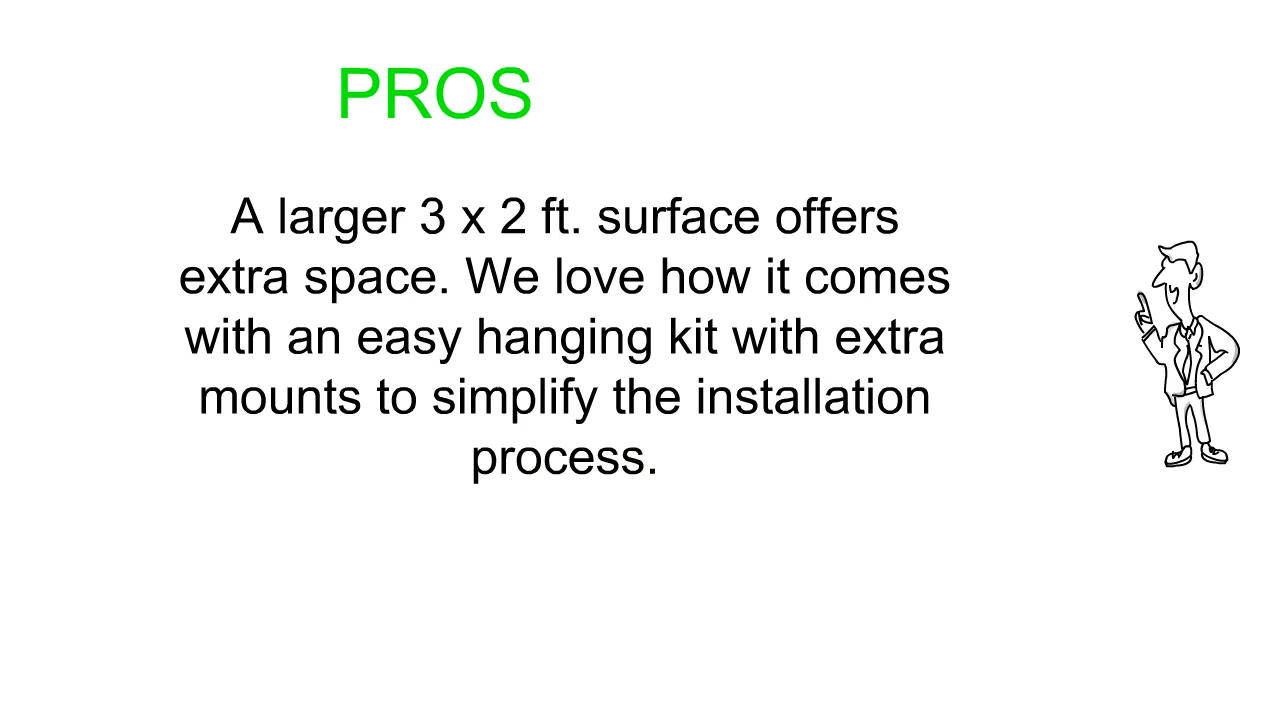 PROS
A larger 3 x 2 ft. surface offers
extra space. We love how it comes
with an easy hanging kit with extra
mounts to simplify the installation
process.